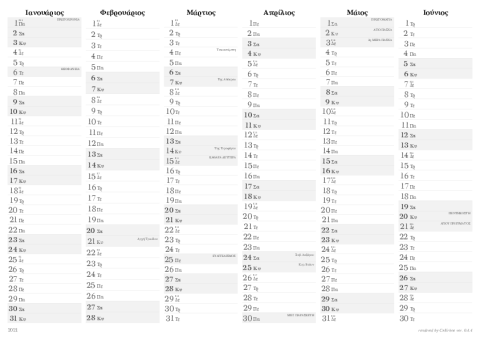 Ιανουάριος
1 Πα
2 Σα
3 Κυ
4 Δε
5 Τρ
6 Τε
7 Πε
8 Πα
9 Σα
10 Κυ
11 Δε
12 Τρ
13 Τε
14 Πε
15 Πα
16 Σα
17 Κυ
18 Δε
19 Τρ
20 Τε
21 Πε
22 Πα
23 Σα
24 Κυ
25 Δε
26 Τρ
27 Τε
28 Πε
29 Πα
30 Σα
31 Κυ
Φεβρουάριος
1 Δε
2 Τρ
3 Τε
4 Πε
5 Πα
6 Σα
7 Κυ
8 Δε
9 Τρ
10 Τε
11 Πε
12 Πα
13 Σα
14 Κυ
15 Δε
16 Τρ
17 Τε
18 Πε
19 Πα
20 Σα
21 Κυ
22 Δε
23 Τρ
24 Τε
25 Πε
26 Πα
27 Σα
28 Κυ
Μάρτιος
1 Δε
2 Τρ
3 Τε
4 Πε
5 Πα
6 Σα
7 Κυ
8 Δε
9 Τρ
10 Τε
11 Πε
12 Πα
13 Σα
14 Κυ
15 Δε
16 Τρ
17 Τε
18 Πε
19 Πα
20 Σα
21 Κυ
22 Δε
23 Τρ
24 Τε
25 Πε
26 Πα
27 Σα
28 Κυ
29 Δε
30 Τρ
31 Τε
Απρίλιος
1 Πε
2 Πα
3 Σα
4 Κυ
5 Δε
6 Τρ
7 Τε
8 Πε
9 Πα
10 Σα
11 Κυ
12 Δε
13 Τρ
14 Τε
15 Πε
16 Πα
17 Σα
18 Κυ
19 Δε
20 Τρ
21 Τε
22 Πε
23 Πα
24 Σα
25 Κυ
26 Δε
27 Τρ
28 Τε
29 Πε
30 Πα
Μάιος
1 Σα
2 Κυ
3 Δε
4 Τρ
5 Τε
6 Πε
7 Πα
8 Σα
9 Κυ
10 Δε
11 Τρ
12 Τε
13 Πε
14 Πα
15 Σα
16 Κυ
17 Δε
18 Τρ
19 Τε
20 Πε
21 Πα
22 Σα
23 Κυ
24 Δε
25 Τρ
26 Τε
27 Πε
28 Πα
29 Σα
30 Κυ
31 Δε
Ιούνιος
1 Τρ
2 Τε
3 Πε
4 Πα
5 Σα
6 Κυ
7 Δε
8 Τρ
9 Τε
10 Πε
11 Πα
12 Σα
13 Κυ
14 Δε
15 Τρ
16 Τε
17 Πε
18 Πα
19 Σα
20 Κυ
21 Δε
22 Τρ
23 Τε
24 Πε
25 Πα
26 Σα
27 Κυ
28 Δε
29 Τρ
30 Τε
2021